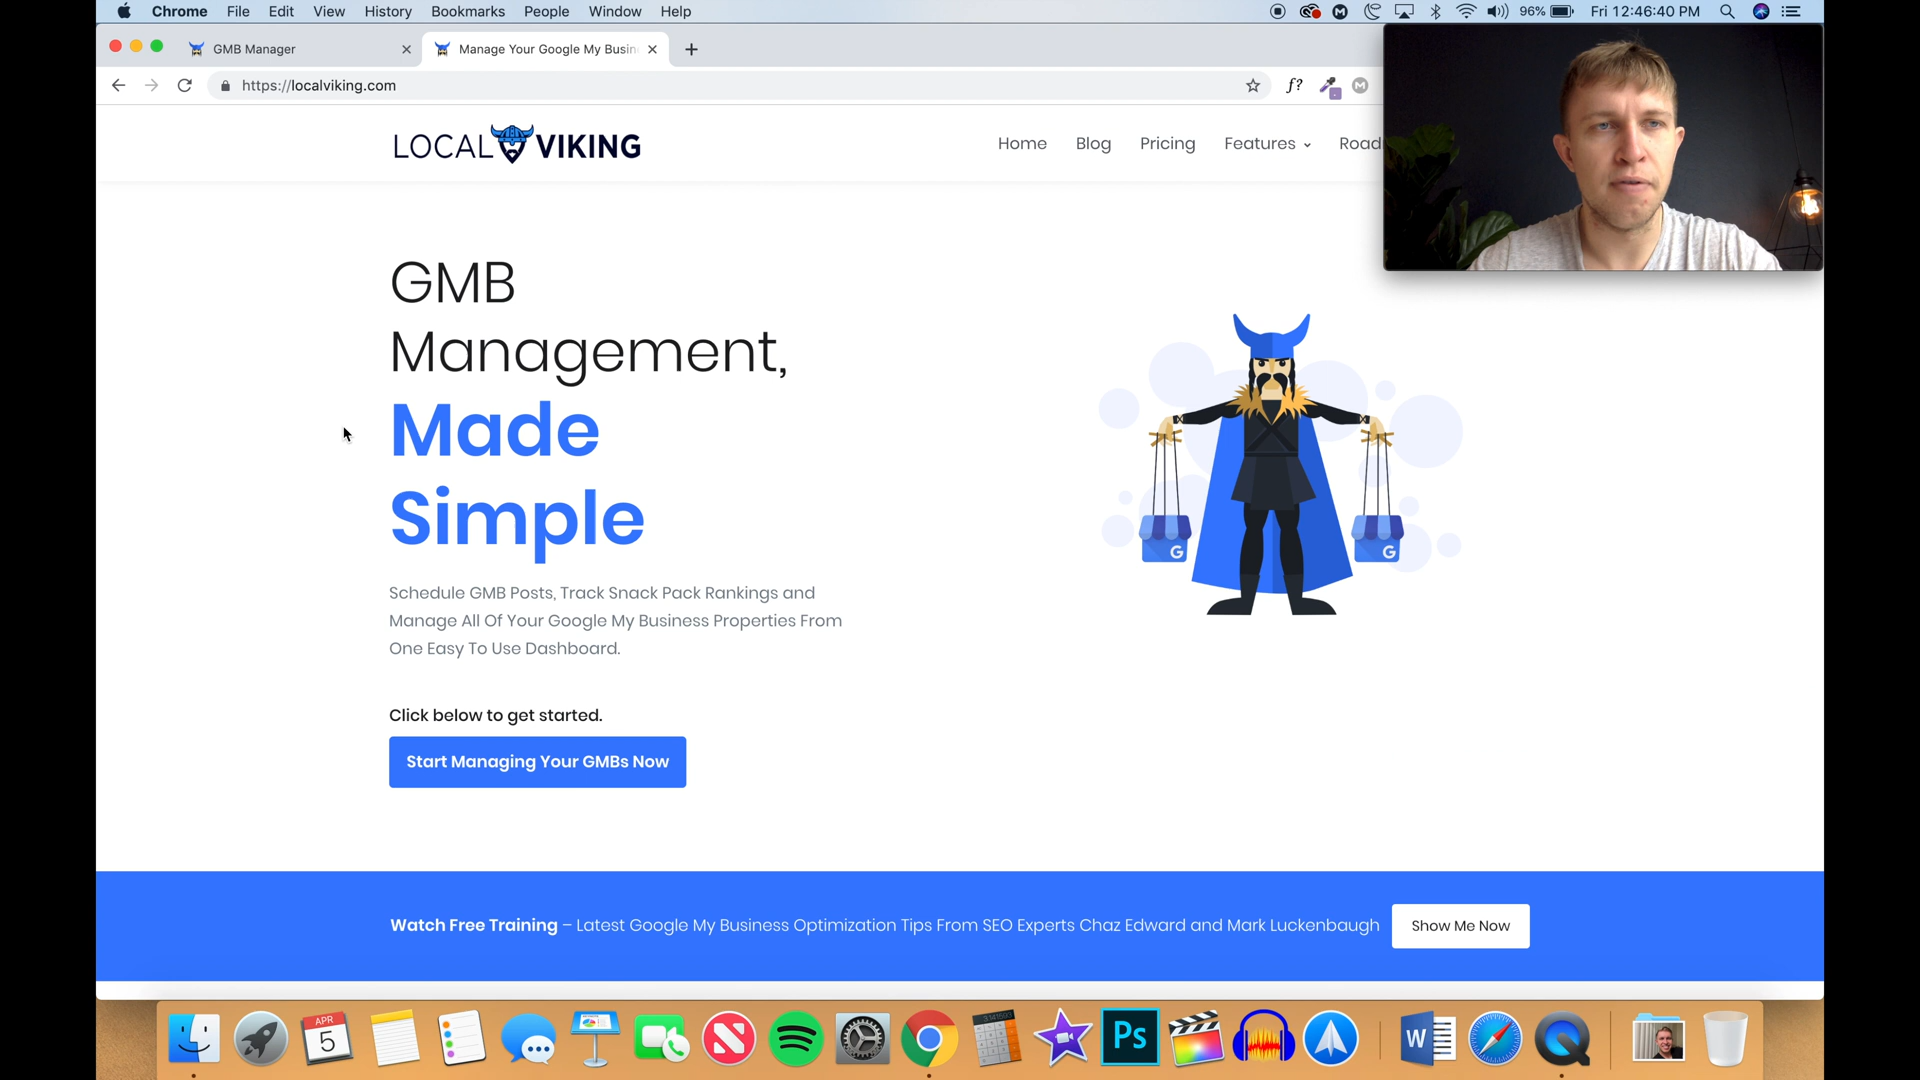 Chrome File Edit View History Bookmarks People Window Help
96% Fri 12:46:40 PM
GMB Manager
Manage Your Google My Busin
https://localviking.com
f?
LOCAL VIKING
Home Blog Pricing Features Road
GMB
Management,
Made
Simple
Schedule GMB Posts, Track Snack Pack Rankings and
Manage All Of Your Google My Business Properties From
One Easy To Use Dashboard.
Click below to get started.
Start Managing Your GMBs Now
G G
Watch Free Training – Latest Google My Business Optimization Tips From SEO Experts Chaz Edward and Mark Luckenbaugh
Show Me Now
APR
5
Ps
W